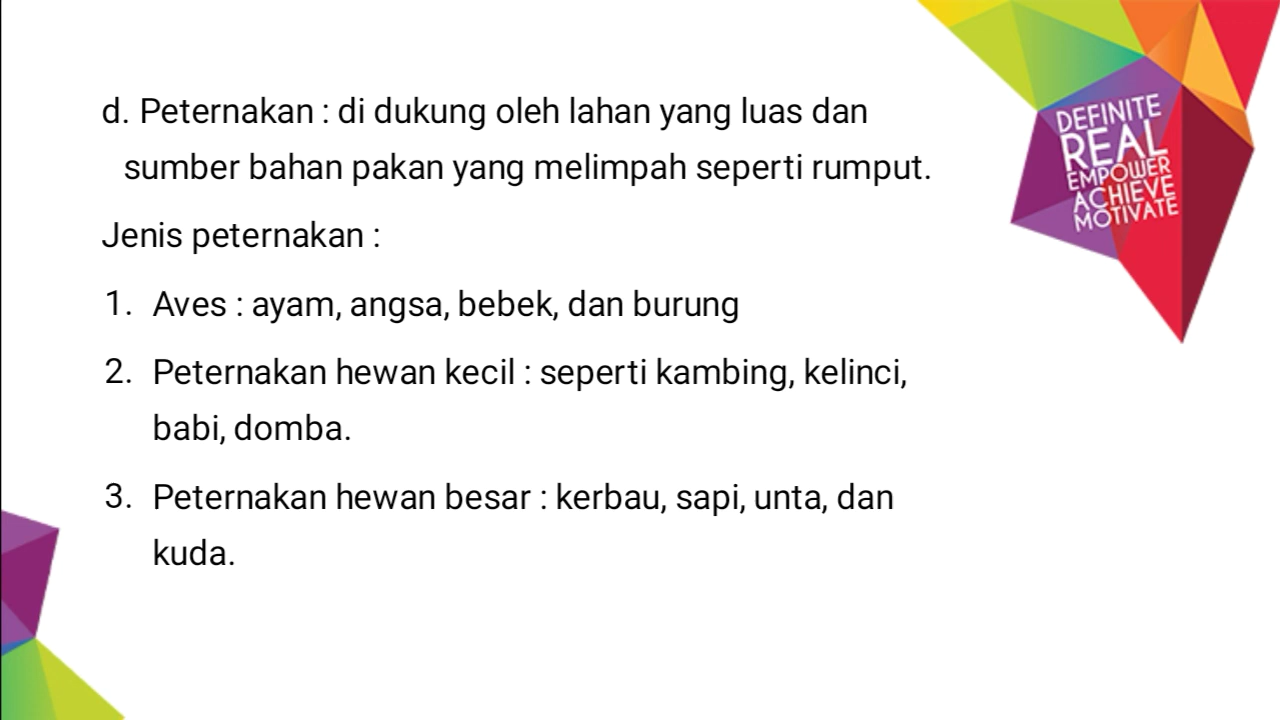 d. Peternakan : di dukung oleh lahan yang luas dan
sumber bahan pakan yang melimpah seperti rumput.
Jenis peternakan :
1. Aves : ayam, angsa, bebek, dan burung
2. Peternakan hewan kecil : seperti kambing, kelinci,
babi, domba.
3. Peternakan hewan besar : kerbau, sapi, unta, dan
kuda.
DEFINITE
REAL
EMPOWER
ACHIEVE
MOTIVATE